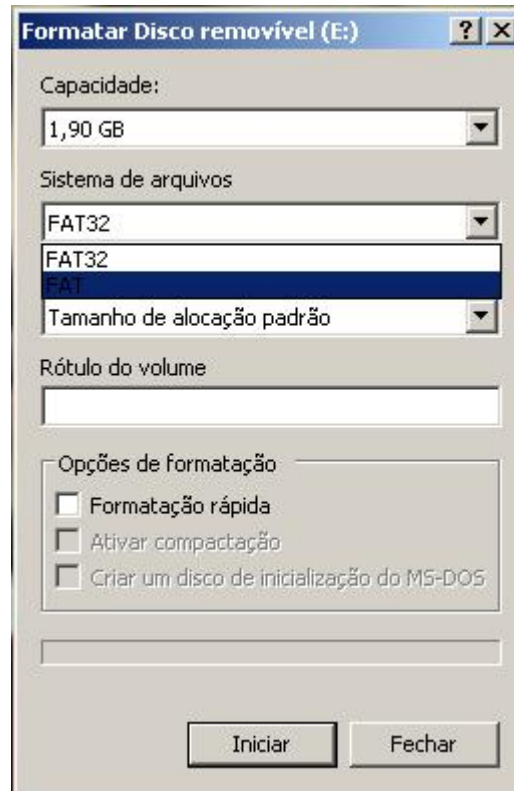 Formatar Disco removível (E:)
Capacidade:
1,90 GB
Sistema de arquivos
FAT32
FAT32
FAT
Tamanho de alocação padrão
Rótulo do volume
Opções de formatação
Formatação rápida
Ativar compactação
Criar um disco de inicialização do MS-DOS
Iniciar Fechar